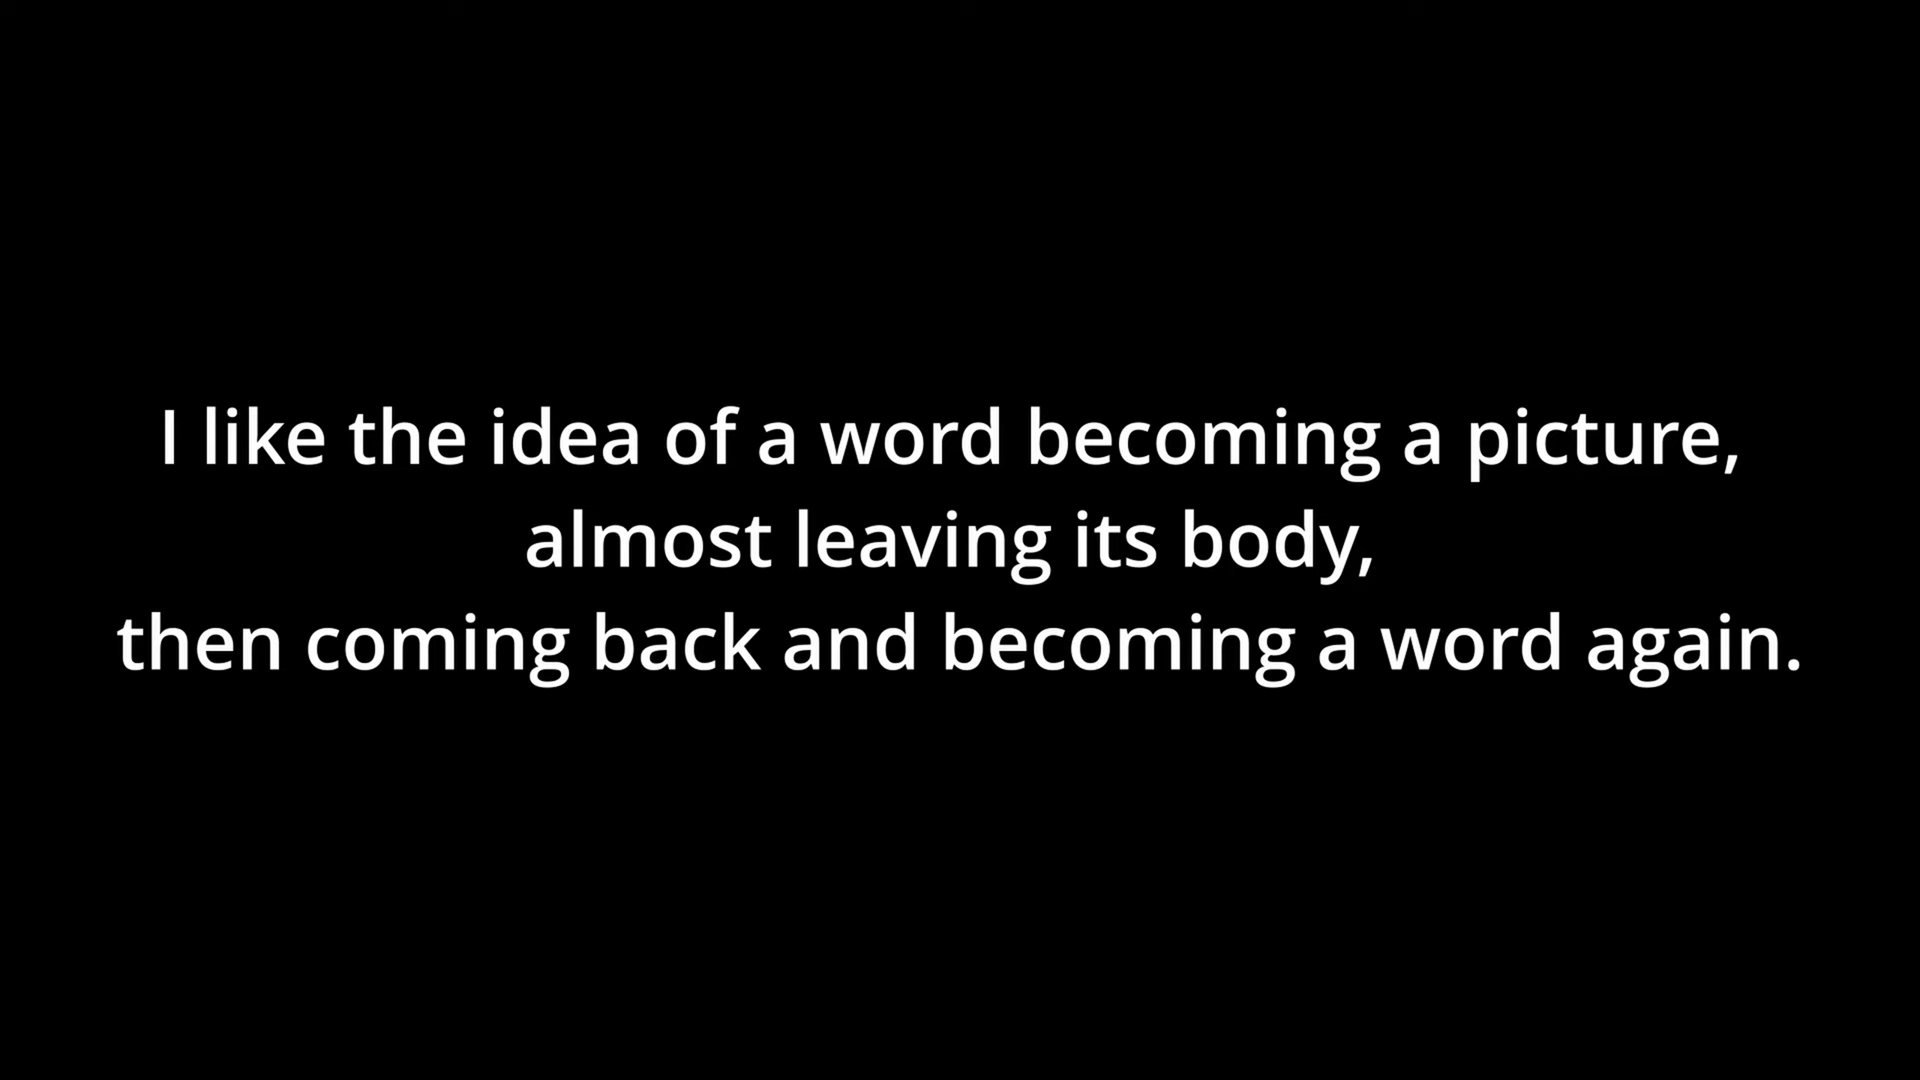 I like the idea of a word becoming a picture,
almost leaving its body,
then coming back and becoming a word again.